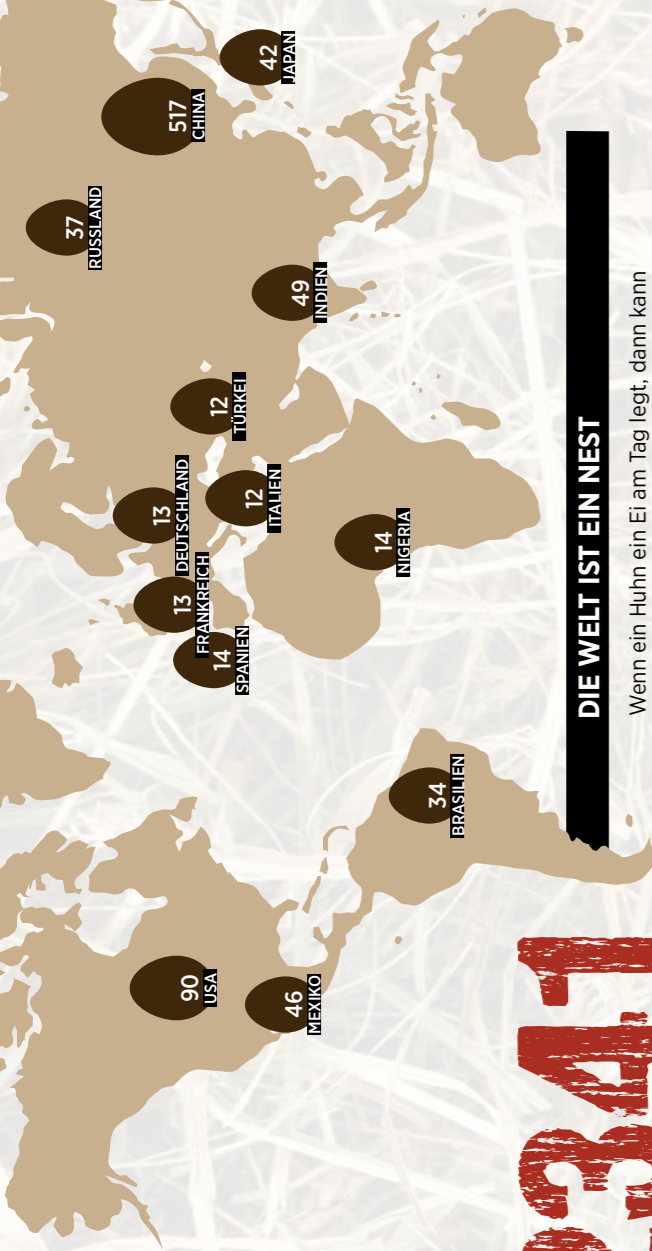 37
RUSSLAND
13
DEUTSCHLAND
517
CHINA
13
FRANKREICH
90
USA
12
TÜRKEI
14
SPANIEN
12
ITALIEN
42
JAPAN
46
MEXIKO
49
INDIEN
14
NIGERIA
34
BRASILIEN
341
DIE WELT IST EIN NEST
Wenn ein Huhn ein Ei am Tag legt, dann kann